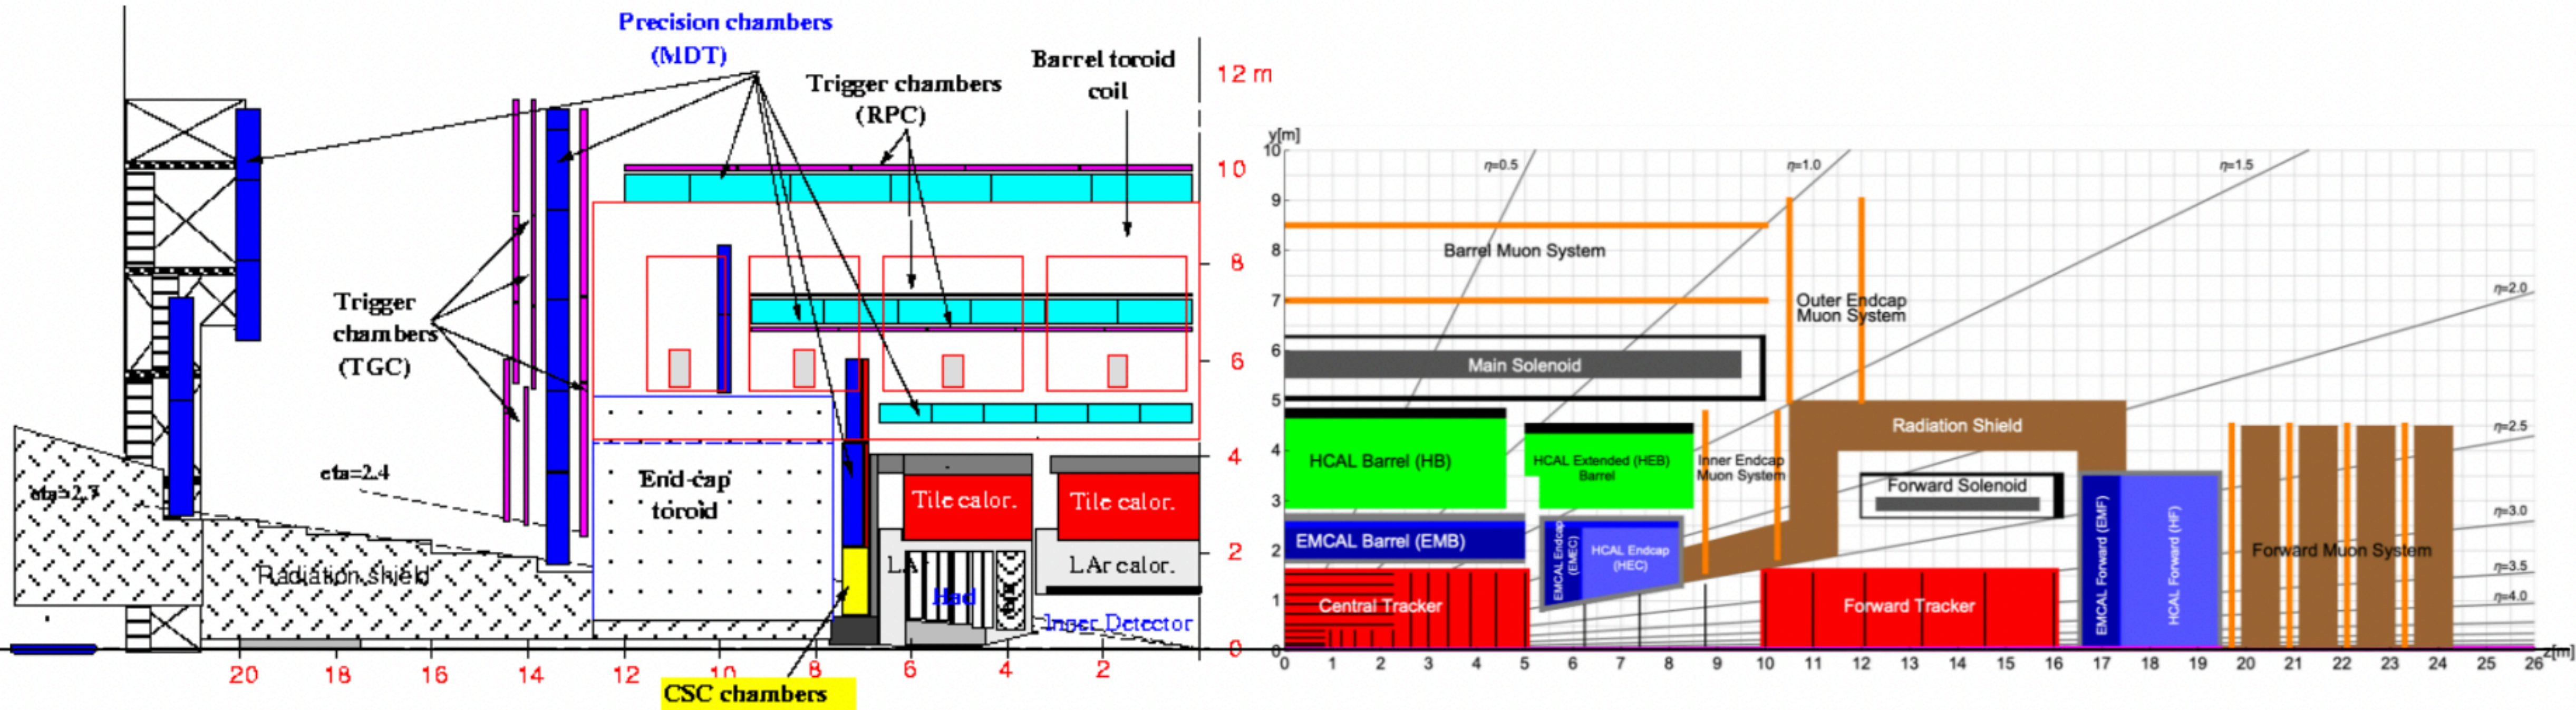 Precision chambers
(MDT)
Trigger chambers
(RPC)
Barrel toroid
coil
12 m
10
8
6
4
2
0
Trigger
chambers
(TGC)
eta=2.7
eta=2.4
End-cap
toroid
Radiation shield
Tile calor.
Tile calor.
LAr calor.
LA
Had
Inner Detector
20
18
16
14
12
10
8
6
4
2
CSC chambers
y[m]
10
9
8
7
6
5
4
3
2
1
0
η=0.5
η=1.0
η=1.5
η=2.0
η=2.5
η=3.0
η=3.5
η=4.0
Barrel Muon System
Outer Endcap
Muon System
Main Solenoid
Radiation Shield
HCAL Barrel (HB)
HCAL Extended (HEB)
Barrel
Inner Endcap
Muon System
Forward Solenoid
EMCAL Barrel (EMB)
EMCAL Endcap
(EMEC)
HCAL Endcap
(HEC)
Central Tracker
Forward Tracker
EMCAL Forward (EMF)
HCAL Forward (HF)
Forward Muon System
0
1
2
3
4
5
6
7
8
9
10
11
12
13
14
15
16
17
18
19
20
21
22
23
24
25
26
z[m]